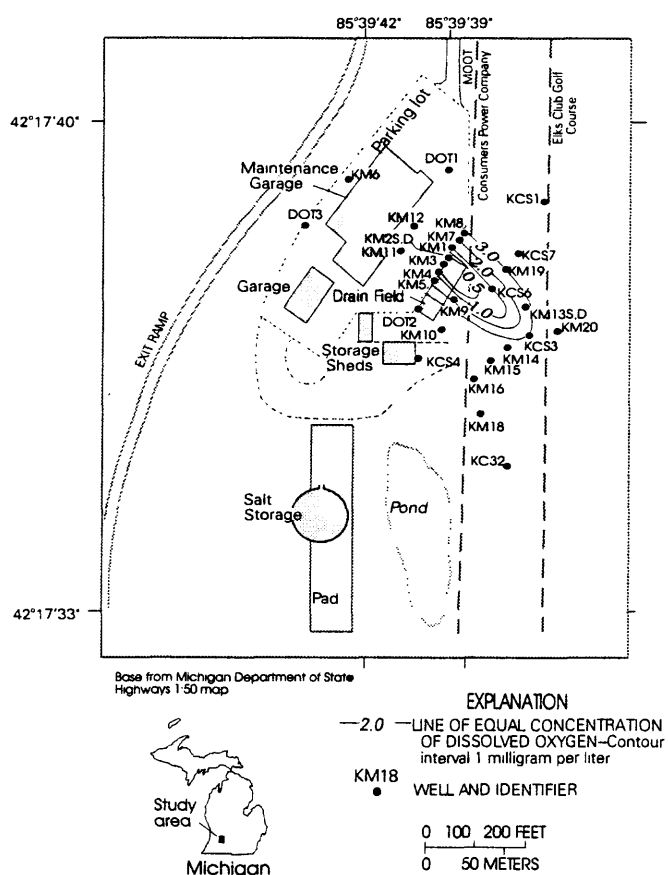 85°39'42"
85°39'39"
42°17'40"
42°17'33"
EXIT RAMP
Parking lot
MDOT
Consumers Power Company
Elks Club Golf
Course
Maintenance
Garage
KM6
DOT1
DOT3
KCS1
KM12
KM8
KM7
KM2S,D
KM1
KM11
KM3
KM4
KM5
3.0
2.0
0.5
1.0
KCS7
KM19
KCS6
Garage
Drain Field
KM9
KM13S,D
KM20
DOT2
KM10
KCS3
KM14
Storage
Sheds
KCS4
KM15
KM16
KM18
KC32
Salt
Storage
Pond
Pad
Base from Michigan Department of State
Highways 1:50 map
EXPLANATION
—2.0 —LINE OF EQUAL CONCENTRATION
OF DISSOLVED OXYGEN–Contour
interval 1 milligram per liter
KM18
WELL AND IDENTIFIER
Study
area
Michigan
0 100 200 FEET
0 50 METERS